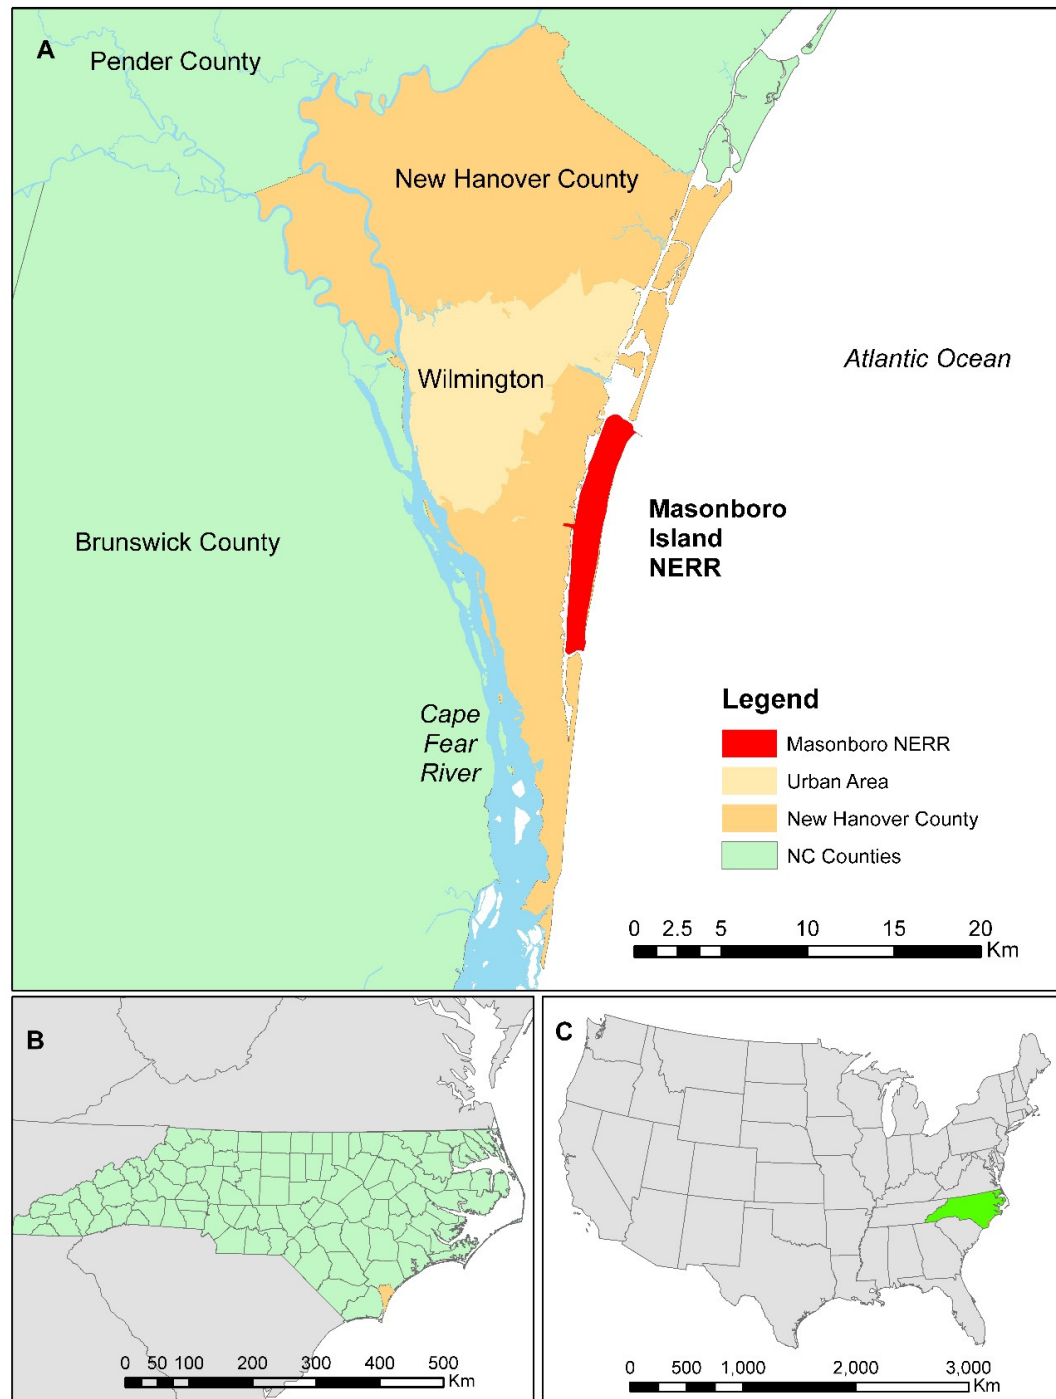 A
Pender County
New Hanover County
Atlantic Ocean
Wilmington
Masonboro
Island
NERR
Brunswick County
Cape
Fear
River
Legend
Masonboro NERR
Urban Area
New Hanover County
NC Counties
0 2.5 5 10 15 20
Km
B
0 50 100 200 300 400 500
Km
C
0 500 1,000 2,000 3,000
Km